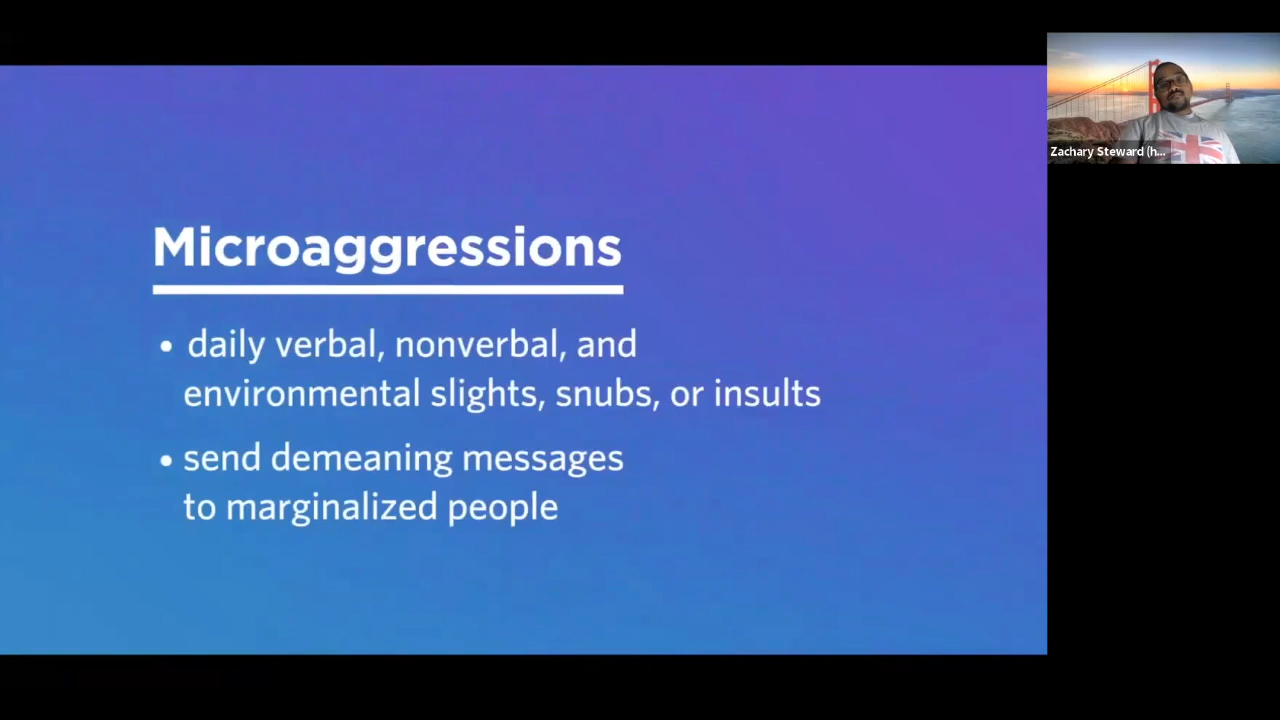 Microaggressions
• daily verbal, nonverbal, and
environmental slights, snubs, or insults
• send demeaning messages
to marginalized people
Zachary Steward (h...